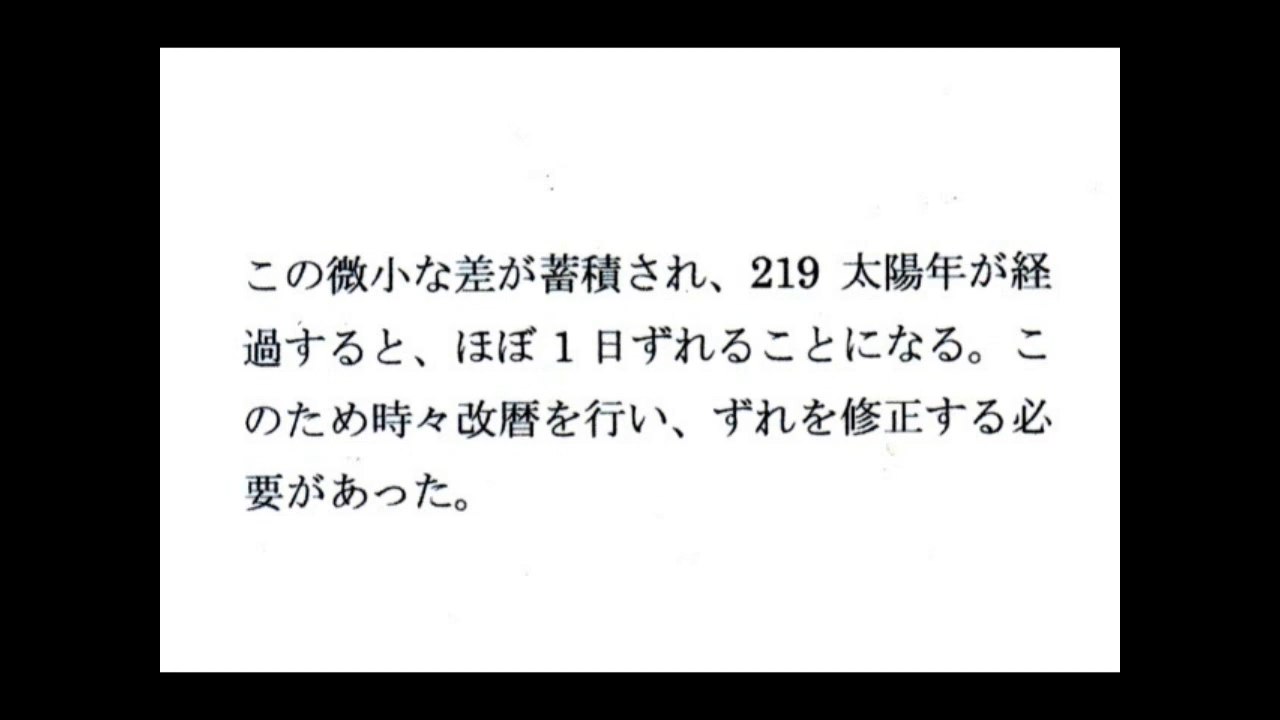 この微小な差が蓄積され、219 太陽年が経
過すると、ほぼ 1 日ずれることになる。こ
のため時々改暦を行い、ずれを修正する必
要があった。